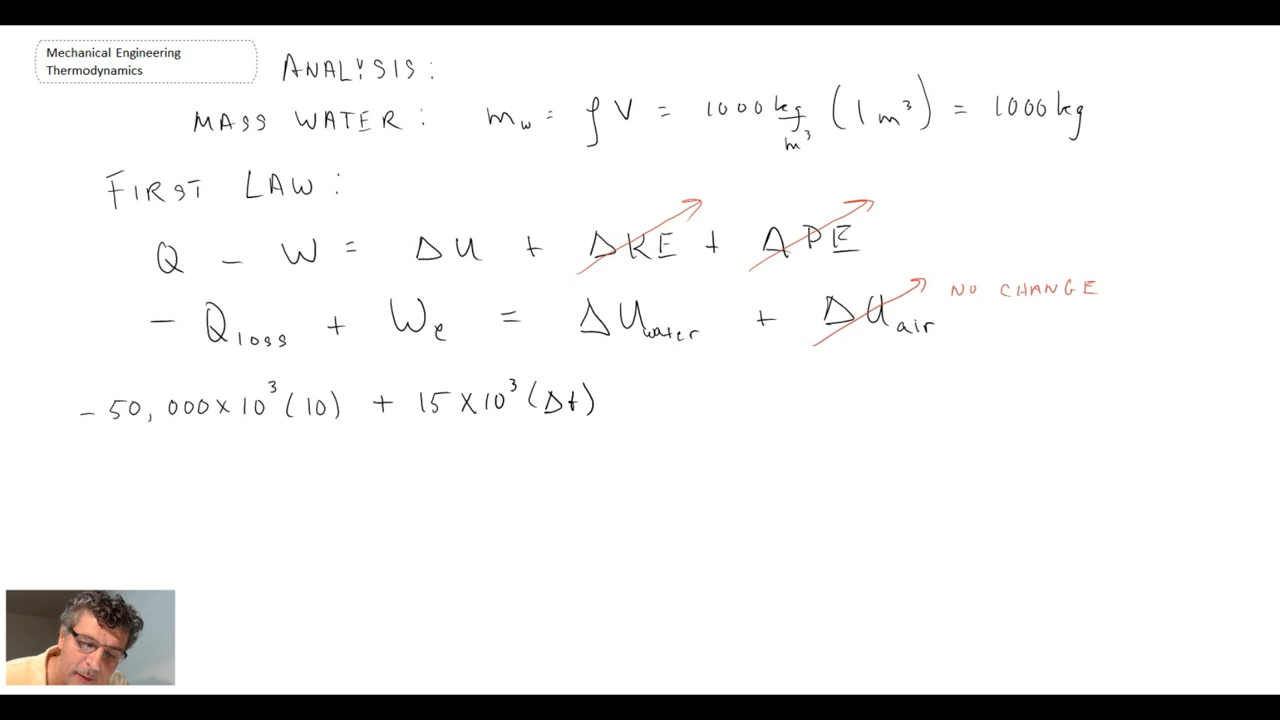 Mechanical Engineering
Thermodynamics
ANALYSIS:
MASS WATER: m_w = ρV = 1000 kg/m³ (1 m³) = 1000 kg
FIRST LAW:
Q - W = ΔU + ΔKE + ΔPE
- Q_loss + W_e = ΔU_water + ΔU_air NO CHANGE
- 50,000 × 10³ (10) + 15 × 10³ (Δt)